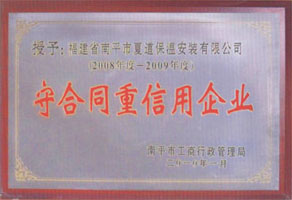 授予：福建省南平市夏道保温安装有限公司
(2008年度-2009年度)
守合同重信用企业
南平市工商行政管理局
二〇一〇年 月